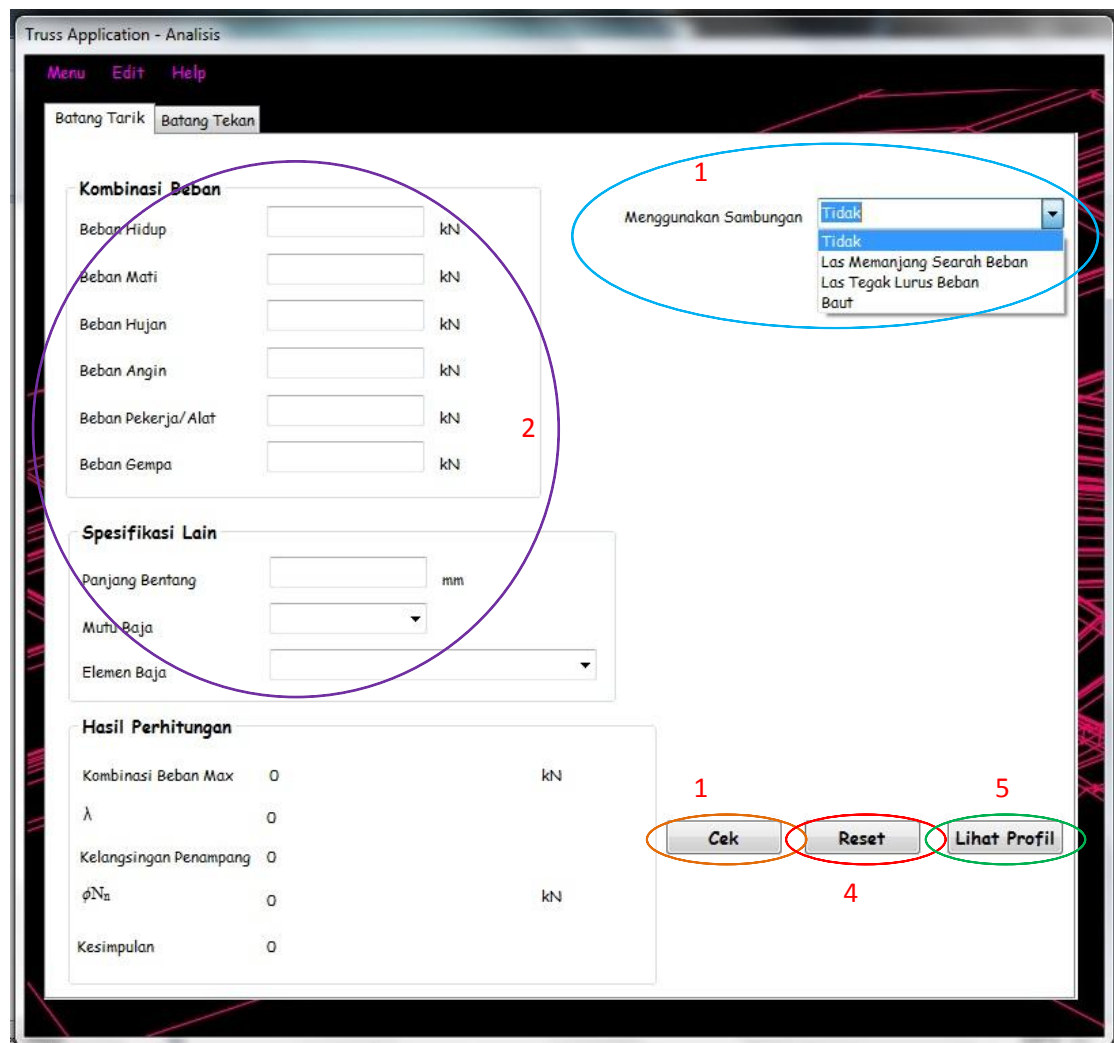 Truss Application - Analisis
Menu Edit Help
Batang Tarik Batang Tekan
Kombinasi Beban
Beban Hidup kN
Beban Mati kN
Beban Hujan kN
Beban Angin kN
Beban Pekerja/Alat kN
Beban Gempa kN
2
1
Menggunakan Sambungan Tidak
Tidak
Las Memanjang Searah Beban
Las Tegak Lurus Beban
Baut
Spesifikasi Lain
Panjang Bentang mm
Mutu Baja
Elemen Baja
Hasil Perhitungan
Kombinasi Beban Max 0 kN
λ 0
Kelangsingan Penampang 0
ϕNn 0 kN
Kesimpulan 0
1
5
Cek Reset Lihat Profil
4